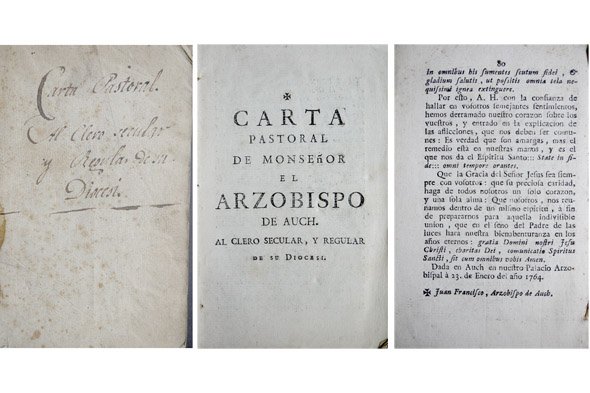 Carta Pastoral.
Al Clero secular
y Regular de su
Diocesi.
✠
CARTA
PASTORAL
DE MONSEñOR
EL
ARZOBISPO
DE AUCH.
AL CLERO SECULAR, Y REGULAR
DE SU DIOCESI.
80
in omnibus his sumentes scutum fidei, &
gladium salutis, ut possitis omnia tela ne-
quissimi ignea extinguere.
Por esto, A. H. con la confianza de
hallar en vosotros semejantes sentimientos,
hemos derramado nuestro corazon sobre los
vuestros, y entrado en la explicacion de
las aflicciones, que nos deben ser comu-
nes: Es verdad que son amargas, mas el
remedio està en nuestras manos, y es el
que nos da el Espiritu Santo::: State in fi-
de::: omni tempore orantes.
Que la Gracia del Señor Jesus sea siem-
pre con vosotros: que su preciosa caridad,
haga de todos nosotros un solo corazon,
y una sola alma: Que nosotros, nos reu-
namos dentro de un mismo espiritu, à fin
de prepararnos para aquella indivisible
union, que en el seno del Padre de las
luces harà nuestra bienabenturanza en los
años eternos: gratia Domini nostri Jesu
Christi, charitas Dei, comunicatio Spiritus
Sancti, sit cum omnibus vobis Amen.
Dada en Auch en nuestro Palacio Arzo-
bispal à 23. de Enero del año 1764.
✠ Juan Francisco, Arzobispo de Auch.